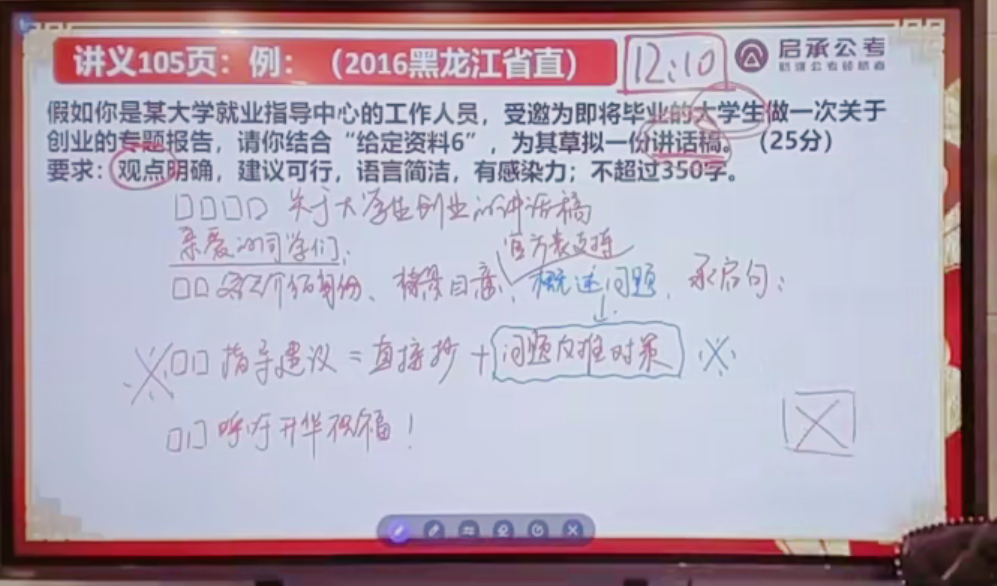 讲义105页：例：（2016黑龙江省直）
12:10
启承公考
假如你是某大学就业指导中心的工作人员，受邀为即将毕业的大学生做一次关于
创业的专题报告，请你结合“给定资料6”，为其草拟一份讲话稿。（25分）
要求：观点明确，建议可行，语言简洁，有感染力；不超过350字。
关于大学生创业的讲话稿
亲爱的同学们：
官方表支持
介绍身份、目的，概述问题，承启句：
指导建议＝直接抄＋问题反推对策
呼吁升华祝福！